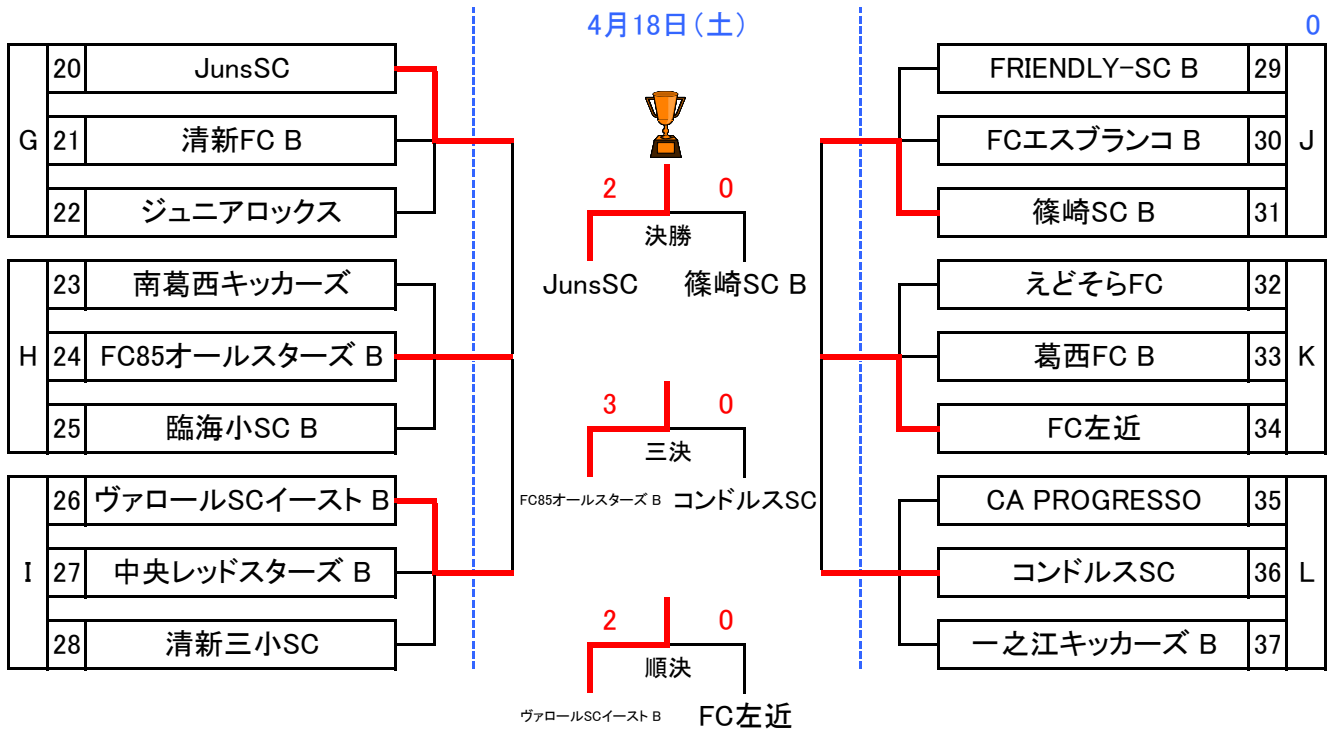 4月18日(土)
0
G
20 JunsSC
21 清新FC B
22 ジュニアロックス
H
23 南葛西キッカーズ
24 FC85オールスターズ B
25 臨海小SC B
I
26 ヴァロールSCイースト B
27 中央レッドスターズ B
28 清新三小SC
2 0
決勝
JunsSC 篠崎SC B
3 0
三決
FC85オールスターズ B コンドルスSC
2 0
順決
ヴァロールSCイースト B FC左近
FRIENDLY-SC B 29
FCエスブランコ B 30
篠崎SC B 31
J
えどそらFC 32
葛西FC B 33
FC左近 34
K
CA PROGRESSO 35
コンドルスSC 36
一之江キッカーズ B 37
L